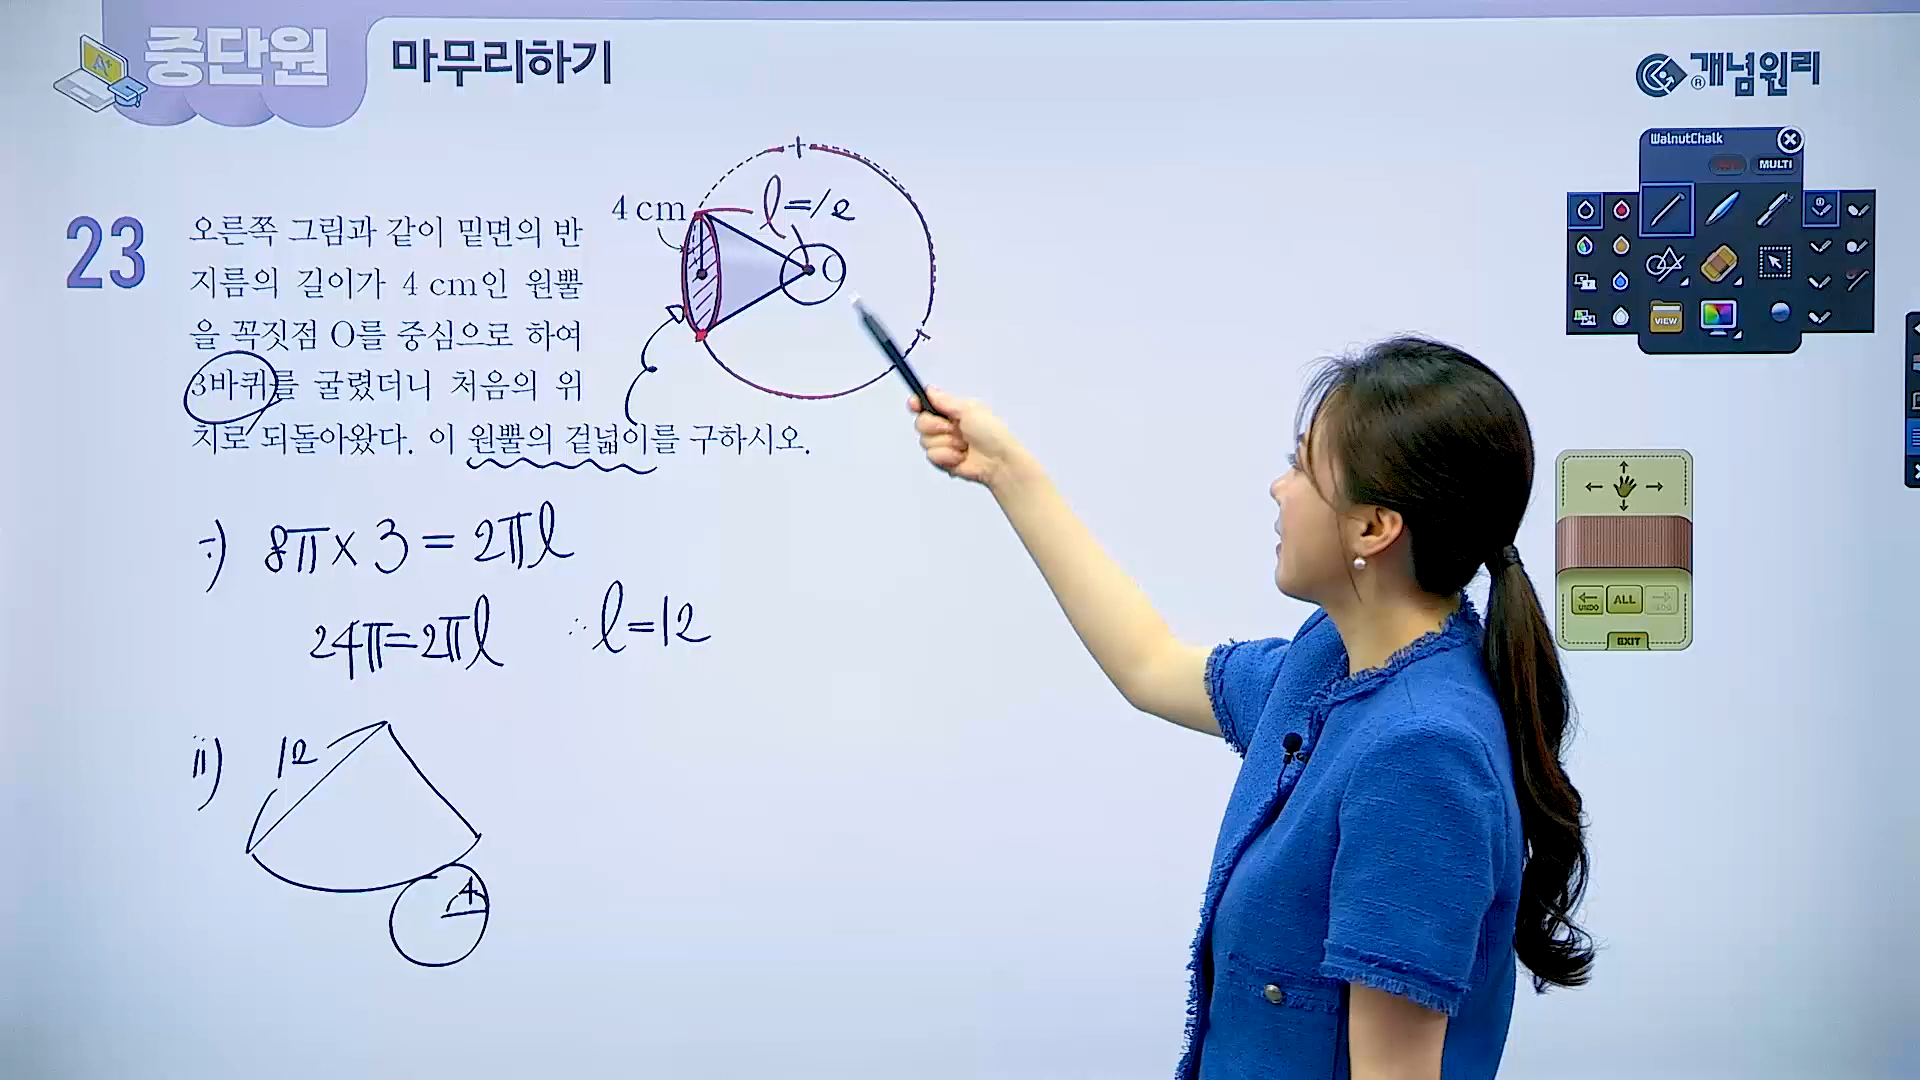 중단원 마무리하기
개념원리
WalnutChalk
MULTI
23
오른쪽 그림과 같이 밑면의 반
지름의 길이가 4 cm인 원뿔
을 꼭짓점 O를 중심으로 하여
3바퀴를 굴렸더니 처음의 위
치로 되돌아왔다. 이 원뿔의 겉넓이를 구하시오.
4 cm
l=12
O
i) 8π×3=2πl
24π=2πl ∴ l=12
ii) 12
4
VIEW
UNDO ALL
EXIT